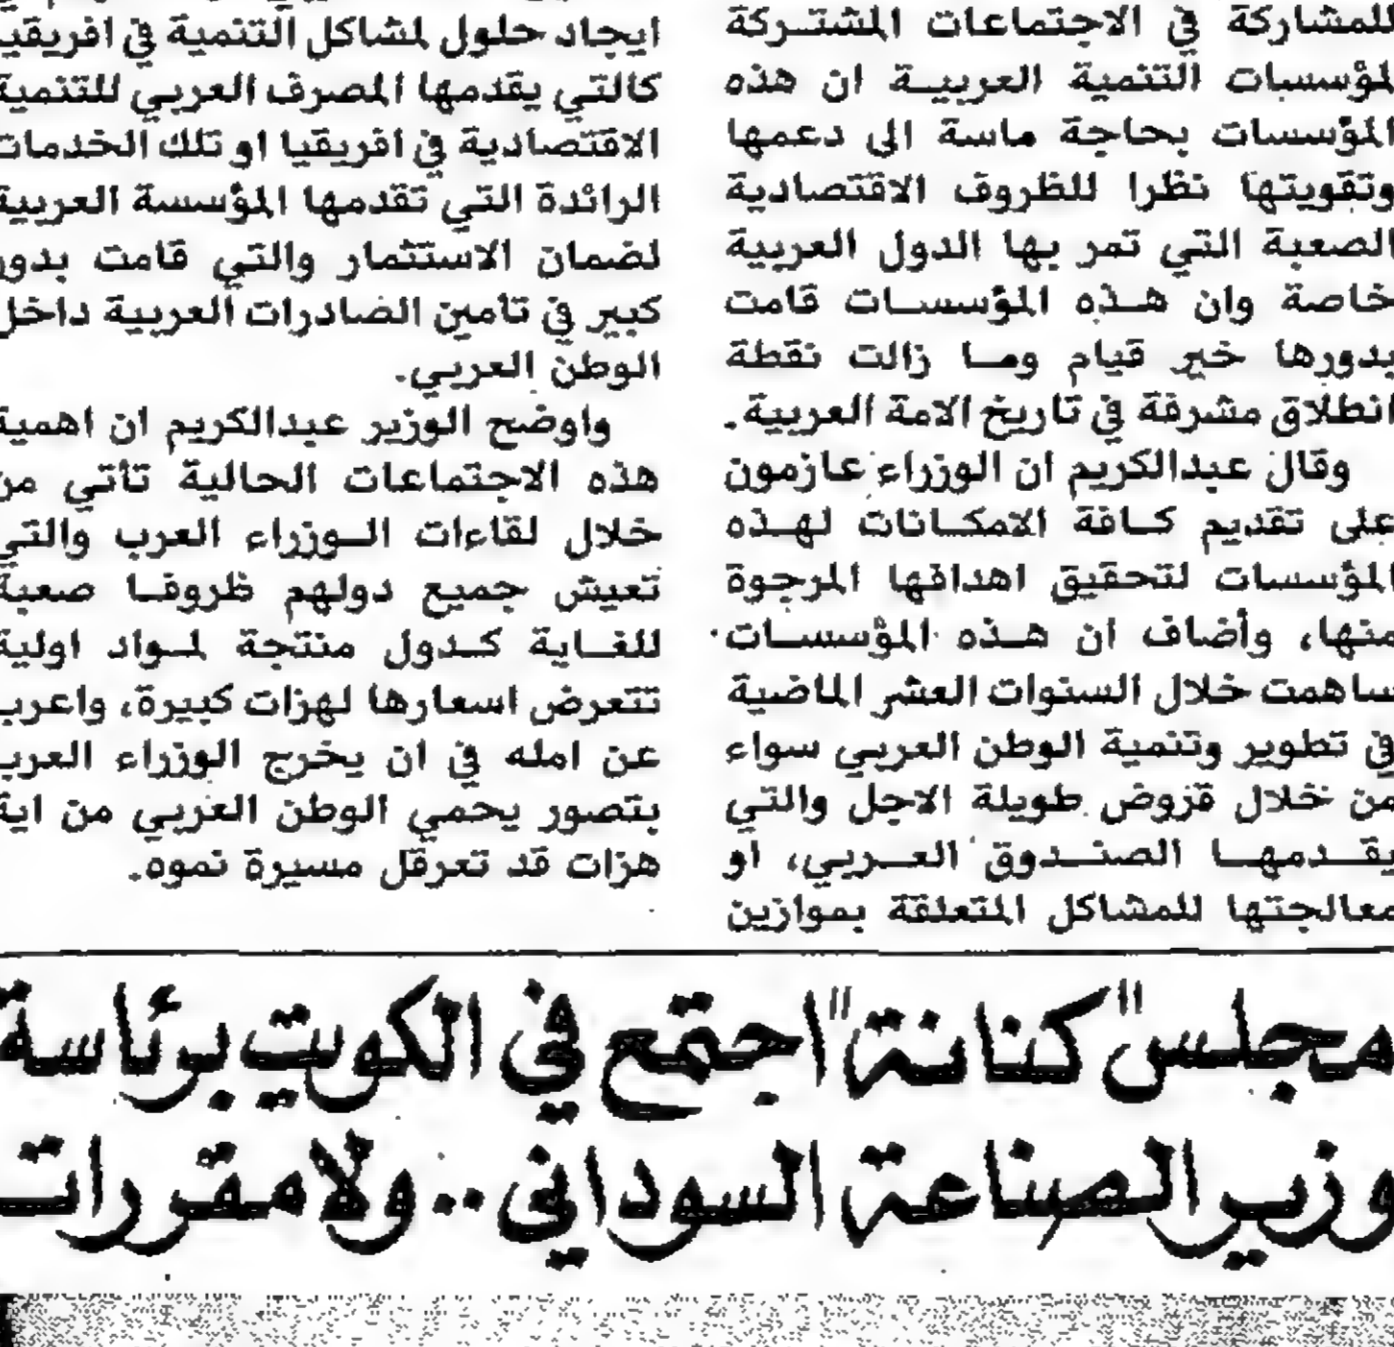 للمشاركة في الاجتماعات المشتركة
لمؤسسات التنمية العربية ان هذه
المؤسسات بحاجة ماسة الى دعمها
وتقويتها نظرا للظروف الاقتصادية
الصعبة التي تمر بها الدول العربية
خاصة وان هذه المؤسسات قامت
بدورها خير قيام وما زالت نقطة
انطلاق مشرفة في تاريخ الامة العربية.
وقال عبدالكريم ان الوزراء عازمون
على تقديم كافة الامكانات لهذه
المؤسسات لتحقيق اهدافها المرجوة
منها، وأضاف ان هذه المؤسسات
ساهمت خلال السنوات العشر الماضية
في تطوير وتنمية الوطن العربي سواء
من خلال قروض طويلة الاجل والتي
يقدمها الصندوق العربي، او
معالجتها للمشاكل المتعلقة بموازين
ايجاد حلول لمشاكل التنمية في افريقيا
كالتي يقدمها المصرف العربي للتنمية
الاقتصادية في افريقيا او تلك الخدمات
الرائدة التي تقدمها المؤسسة العربية
لضمان الاستثمار والتي قامت بدور
كبير في تأمين الصادرات العربية داخل
الوطن العربي.
واوضح الوزير عبدالكريم ان اهمية
هذه الاجتماعات الحالية تأتي من
خلال لقاءات الوزراء العرب والتي
تعيش جميع دولهم ظروفا صعبة
للغاية كدول منتجة لمواد اولية
تتعرض اسعارها لهزات كبيرة، واعرب
عن امله في ان يخرج الوزراء العرب
بتصور يحمي الوطن العربي من اية
هزات قد تعرقل مسيرة نموه.
مجلس "كنانة" اجتمع في الكويت برئاسة
وزير الصناعة السوداني .. ولا مقررات